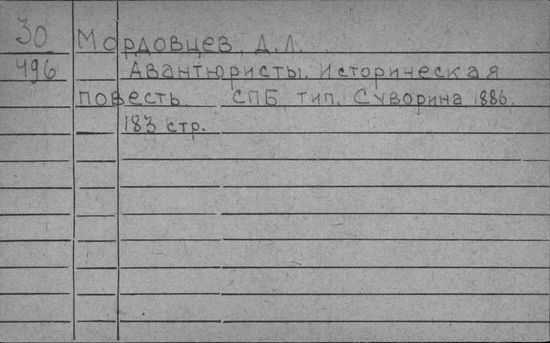 30 Мордовцев, Д.Л.
496 Авантюристы. Историческая
повесть СПБ, тип. Суворина 1886.
183 стр.